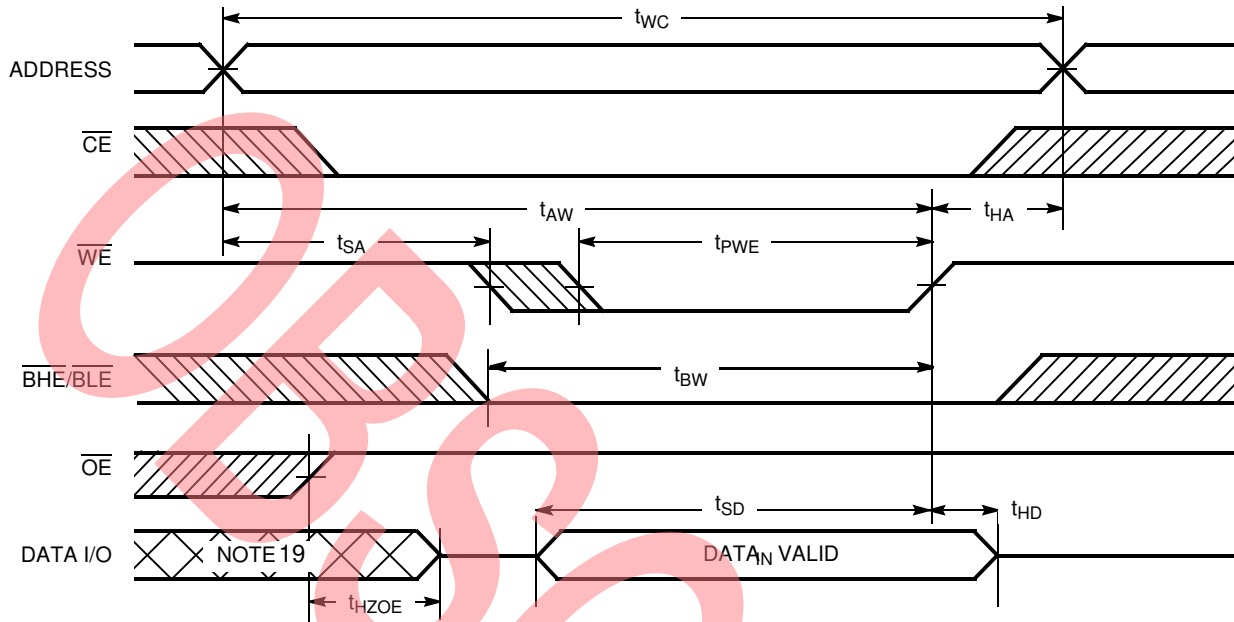 tWC
ADDRESS
CE
tAW
tHA
tSA
tPWE
WE
BHE/BLE
tBW
OE
tSD
tHD
DATA I/O
NOTE 19
DATAIN VALID
tHZOE
OBSO